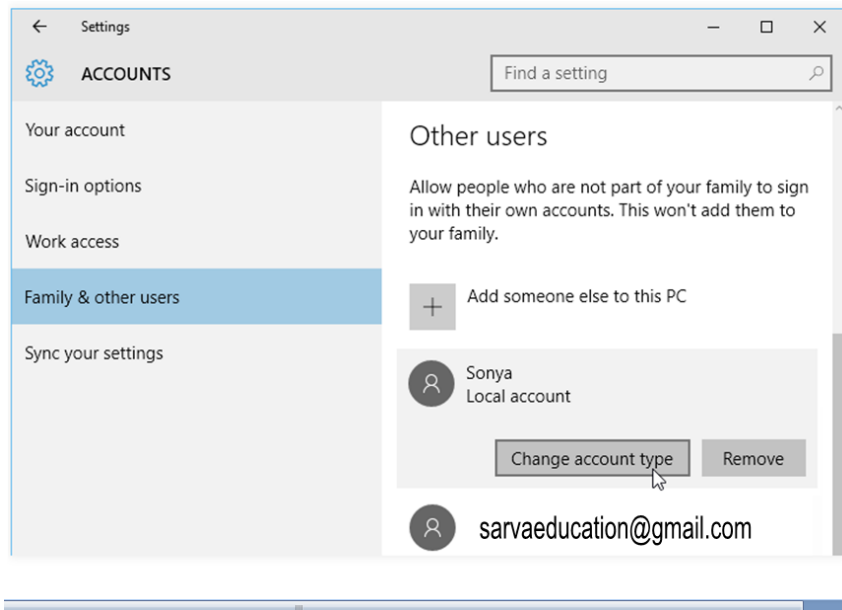 Settings
ACCOUNTS
Find a setting
Your account
Sign-in options
Work access
Family & other users
Sync your settings
Other users
Allow people who are not part of your family to sign
in with their own accounts. This won't add them to
your family.
Add someone else to this PC
Sonya
Local account
Change account type
Remove
sarvaeducation@gmail.com